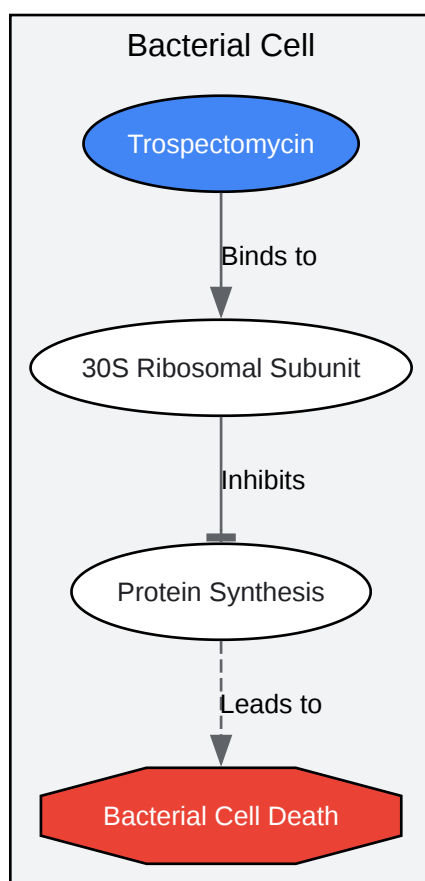 Bacterial Cell
Trospectomycin
Binds to
30S Ribosomal Subunit
Inhibits
Protein Synthesis
Leads to
Bacterial Cell Death